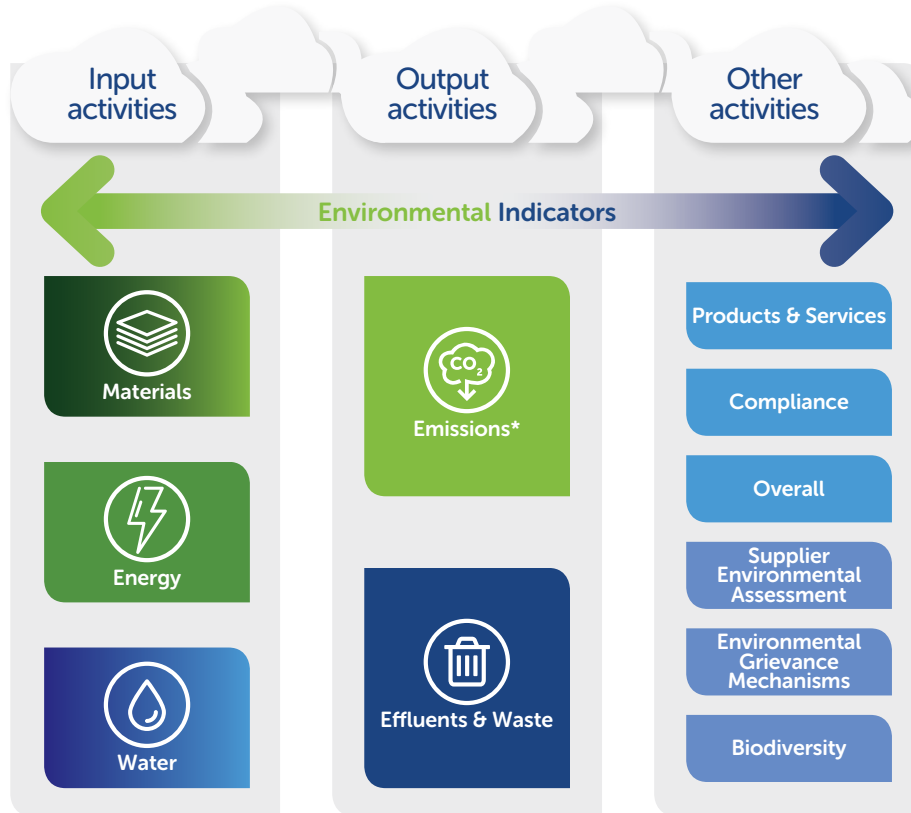 Input
activities
Output
activities
Other
activities
Environmental Indicators
Materials
Energy
Water
CO₂
Emissions*
Effluents & Waste
Products & Services
Compliance
Overall
Supplier
Environmental
Assessment
Environmental
Grievance
Mechanisms
Biodiversity